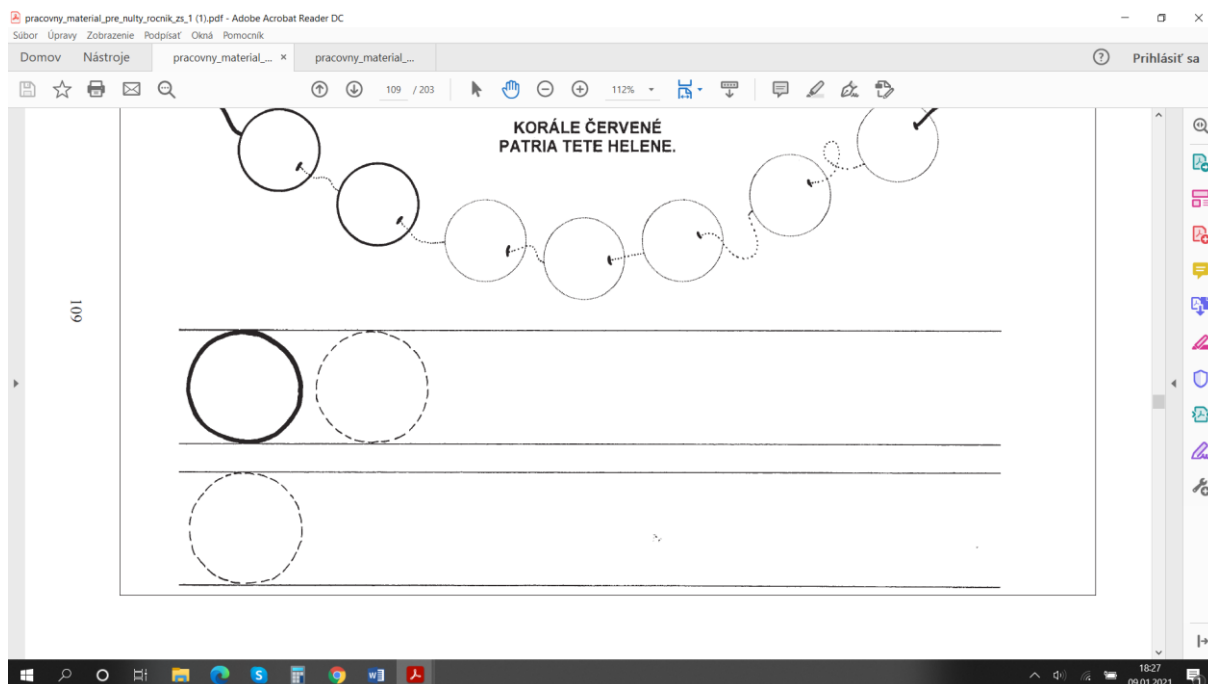 pracovny_material_pre_nulty_rocnik_zs_1 (1).pdf - Adobe Acrobat Reader DC
Súbor Úpravy Zobrazenie Podpísať Okná Pomocník
Domov Nástroje pracovny_material_... × pracovny_material_... Prihlásiť sa
109 / 203 112%
KORÁLE ČERVENÉ
PATRIA TETE HELENE.
109
18:27
09.01.2021